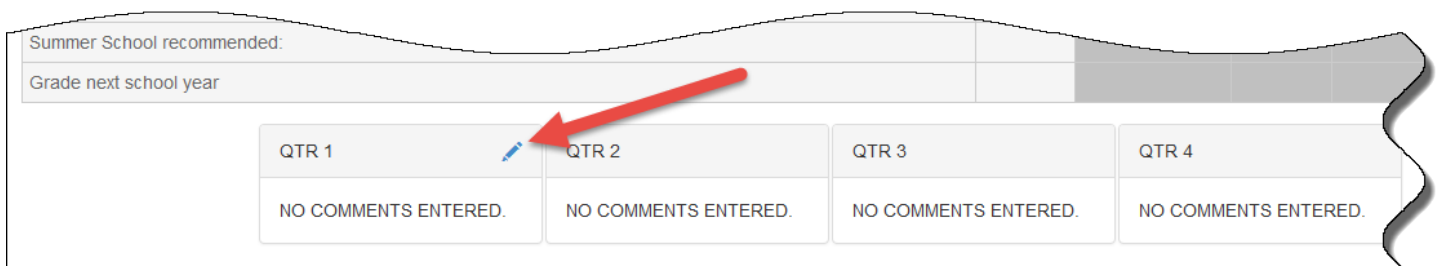 Summer School recommended:
Grade next school year
QTR 1 QTR 2 QTR 3 QTR 4
NO COMMENTS ENTERED. NO COMMENTS ENTERED. NO COMMENTS ENTERED. NO COMMENTS ENTERED.